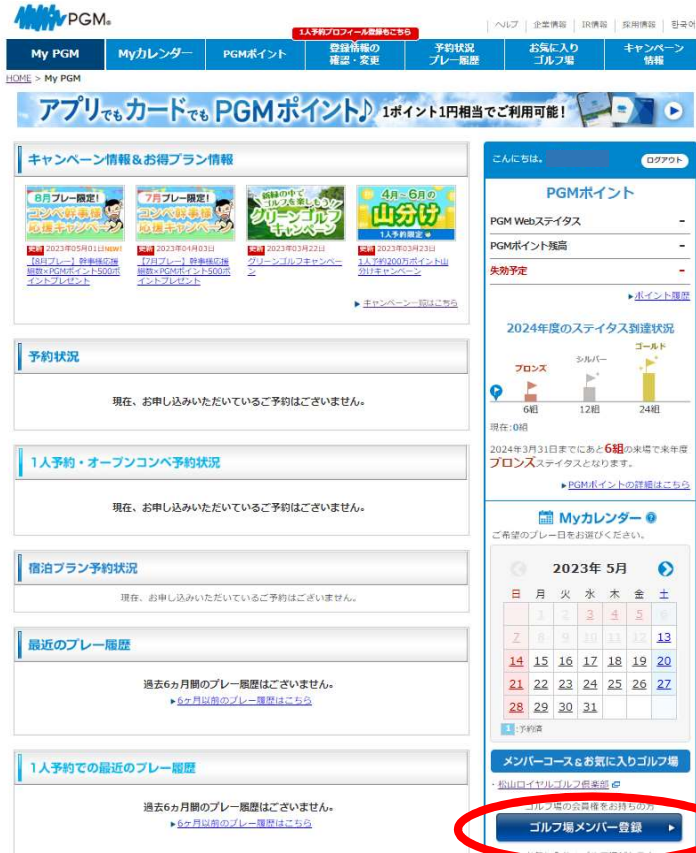 PGM®
1人予約プロフィール登録もこちら
ヘルプ | 企業情報 | IR情報 | 採用情報 | 한국어
My PGM
Myカレンダー
PGMポイント
登録情報の
確認・変更
予約状況
プレー履歴
お気に入り
ゴルフ場
キャンペーン
情報
HOME > My PGM
アプリでもカードでも PGMポイント♪ 1ポイント1円相当でご利用可能!
キャンペーン情報&お得プラン情報
8月プレー限定!
コンペ幹事様
応援キャンペーン
更新 2023年05月01日NEW!
【8月プレー】幹事様応援
組数×PGMポイント500ポ
イントプレゼント
7月プレー限定!
コンペ幹事様
応援キャンペーン
更新 2023年04月03日
【7月プレー】幹事様応援
組数×PGMポイント500ポ
イントプレゼント
新緑の中で
ゴルフを楽しもう
グリーンゴルフ
キャンペーン
更新 2023年03月22日
グリーンゴルフキャンペー
ン
4月~6月の
山分け
1人予約限定
更新 2023年03月23日
1人予約200万ポイント山
分けキャンペーン
キャンペーン一覧はこちら
予約状況
現在、お申し込みいただいているご予約はございません。
1人予約・オープンコンペ予約状況
現在、お申し込みいただいているご予約はございません。
宿泊プラン予約状況
現在、お申し込みいただいているご予約はございません。
最近のプレー履歴
過去6ヵ月間のプレー履歴はございません。
6ヶ月以前のプレー履歴はこちら
1人予約での最近のプレー履歴
過去6ヵ月間のプレー履歴はございません。
6ヶ月以前のプレー履歴はこちら
こんにちは。
ログアウト
PGMポイント
PGM Webステイタス -
PGMポイント残高 -
失効予定 -
ポイント履歴
2024年度のステイタス到達状況
ブロンズ
シルバー
ゴールド
6組 12組 24組
現在:0組
2024年3月31日までにあと6組の来場で来年度
ブロンズステイタスとなります。
PGMポイントの詳細はこちら
Myカレンダー
ご希望のプレー日をお選びください。
2023年 5月
日 月 火 水 木 金 土
1 2 3 4 5 6
7 8 9 10 11 12 13
14 15 16 17 18 19 20
21 22 23 24 25 26 27
28 29 30 31
1 :予約済
メンバーコース&お気に入りゴルフ場
・松山ロイヤルゴルフ倶楽部
ゴルフ場の会員権をお持ちの方
ゴルフ場メンバー登録